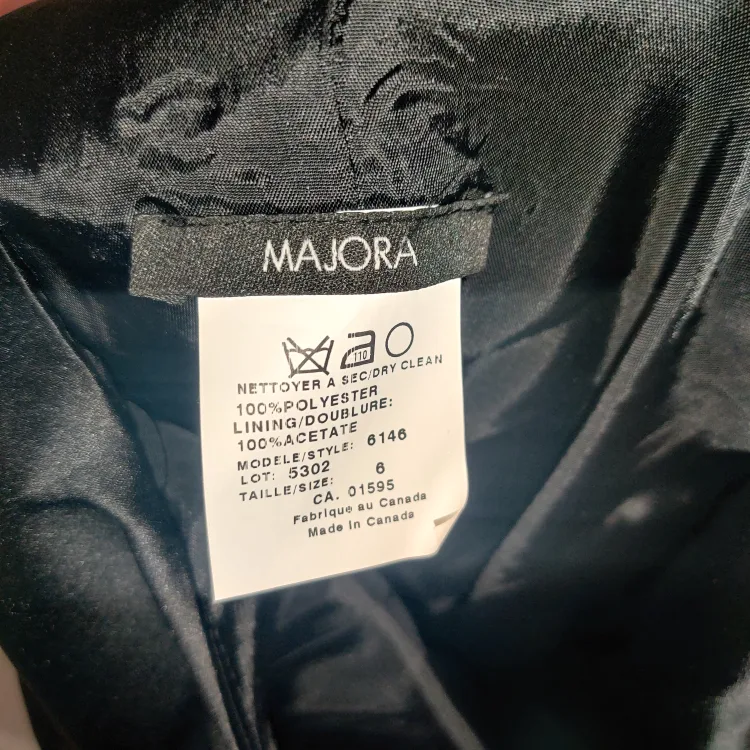 MAJORA
110
NETTOYER A SEC/DRY CLEAN
100%POLYESTER
LINING/DOUBLURE:
100%ACETATE
MODELE/STYLE: 6146
LOT: 5302
TAILLE/SIZE: 6
CA. 01595
Fabrique au Canada
Made In Canada